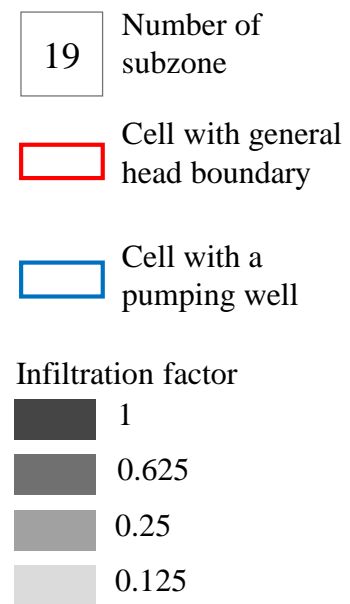 19
Number of
subzone
Cell with general
head boundary
Cell with a
pumping well
Infiltration factor
1
0.625
0.25
0.125